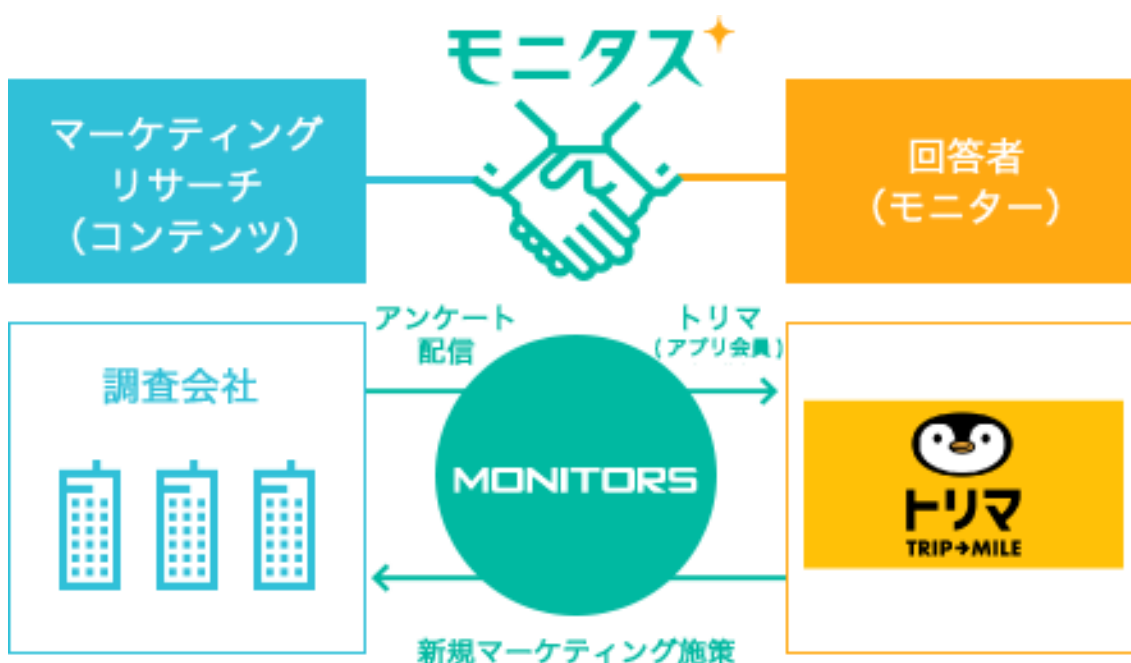 モニタス
マーケティング
リサーチ
(コンテンツ)
回答者
(モニター)
アンケート
配信
トリマ
(アプリ会員)
調査会社
MONITORS
トリマ
TRIP→MILE
新規マーケティング施策